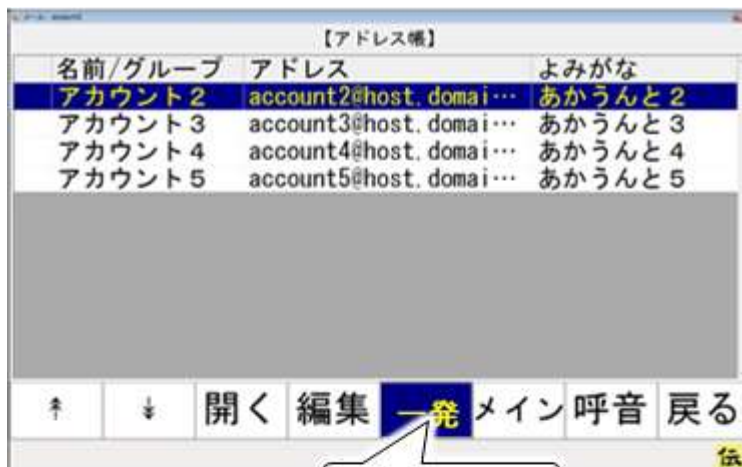 【アドレス帳】
名前/グループ アドレス よみがな
アカウント2 account2@host.domai… あかうんと2
アカウント3 account3@host.domai… あかうんと3
アカウント4 account4@host.domai… あかうんと4
アカウント5 account5@host.domai… あかうんと5
↟ ↡ 開く 編集 一発 メイン 呼音 戻る
伝